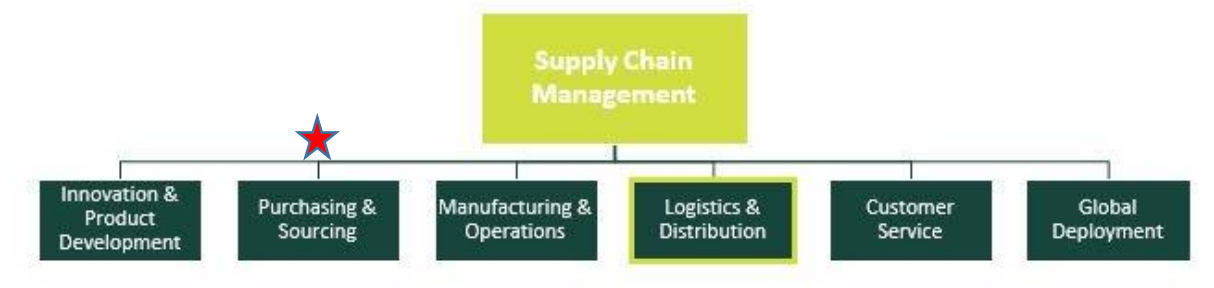 Supply Chain
Management
Innovation &
Product
Development
Purchasing &
Sourcing
Manufacturing &
Operations
Logistics &
Distribution
Customer
Service
Global
Deployment